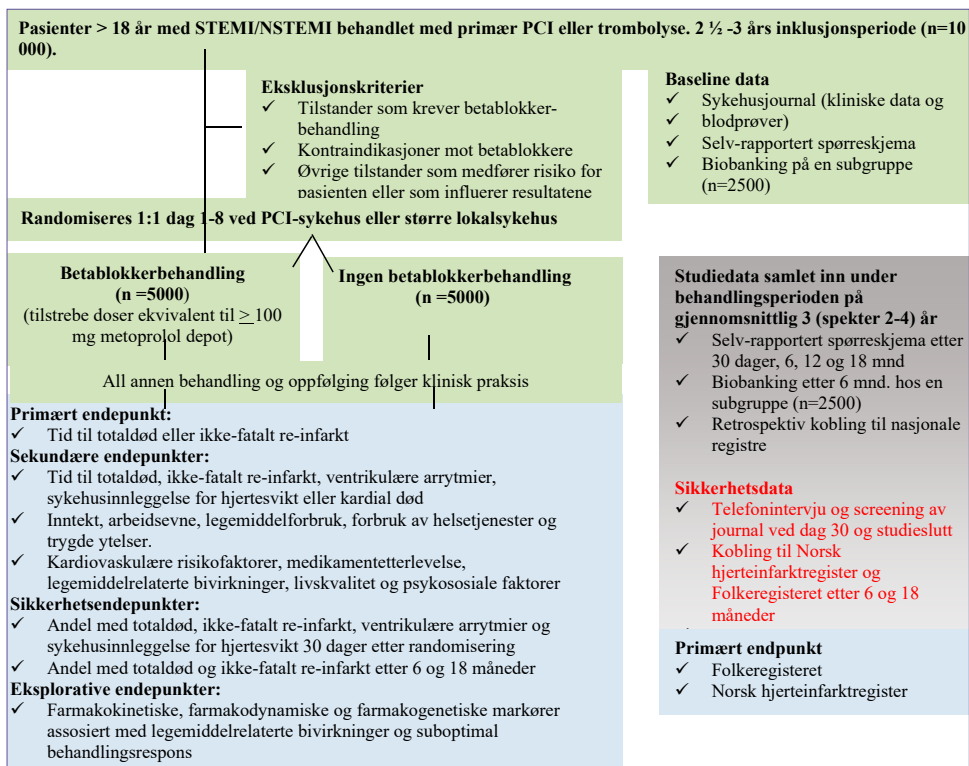 Pasienter > 18 år med STEMI/NSTEMI behandlet med primær PCI eller trombolyse. 2 ½ -3 års inklusjonsperiode (n=10
000).
Eksklusjonskriterier
✓ Tilstander som krever betablokker-
behandling
✓ Kontraindikasjoner mot betablokkere
✓ Øvrige tilstander som medfører risiko for
pasienten eller som influerer resultatene
Baseline data
✓ Sykehusjournal (kliniske data og
✓ blodprøver)
✓ Selv-rapportert spørreskjema
✓ Biobanking på en subgruppe
(n=2500)
Randomiseres 1:1 dag 1-8 ved PCI-sykehus eller større lokalsykehus
Betablokkerbehandling
(n =5000)
(tilstrebe doser ekvivalent til > 100
mg metoprolol depot)
Ingen betablokkerbehandling
(n =5000)
All annen behandling og oppfølging følger klinisk praksis
Primært endepunkt:
✓ Tid til totaldød eller ikke-fatalt re-infarkt
Sekundære endepunkter:
✓ Tid til totaldød, ikke-fatalt re-infarkt, ventrikulære arrytmier,
sykehusinnleggelse for hjertesvikt eller kardial død
✓ Inntekt, arbeidsevne, legemiddelforbruk, forbruk av helsetjenester og
trygde ytelser.
✓ Kardiovaskulære risikofaktorer, medikamentetterlevelse,
legemiddelrelaterte bivirkninger, livskvalitet og psykososiale faktorer
Sikkerhetsendepunkter:
✓ Andel med totaldød, ikke-fatalt re-infarkt, ventrikulære arrytmier og
sykehusinnleggelse for hjertesvikt 30 dager etter randomisering
✓ Andel med totaldød og ikke-fatalt re-infarkt etter 6 og 18 måneder
Eksplorative endepunkter:
✓ Farmakokinetiske, farmakodynamiske og farmakogenetiske markører
assosiert med legemiddelrelaterte bivirkninger og suboptimal
behandlingsrespons
Studiedata samlet inn under
behandlingsperioden på
gjennomsnittlig 3 (spekter 2-4) år
✓ Selv-rapportert spørreskjema etter
30 dager, 6, 12 og 18 mnd
✓ Biobanking etter 6 mnd. hos en
subgruppe (n=2500)
✓ Retrospektiv kobling til nasjonale
registre
Sikkerhetsdata
✓ Telefonintervju og screening av
journal ved dag 30 og studieslutt
✓ Kobling til Norsk
hjerteinfarktregister og
Folkeregisteret etter 6 og 18
måneder
Primært endpunkt
✓ Folkeregisteret
✓ Norsk hjerteinfarktregister